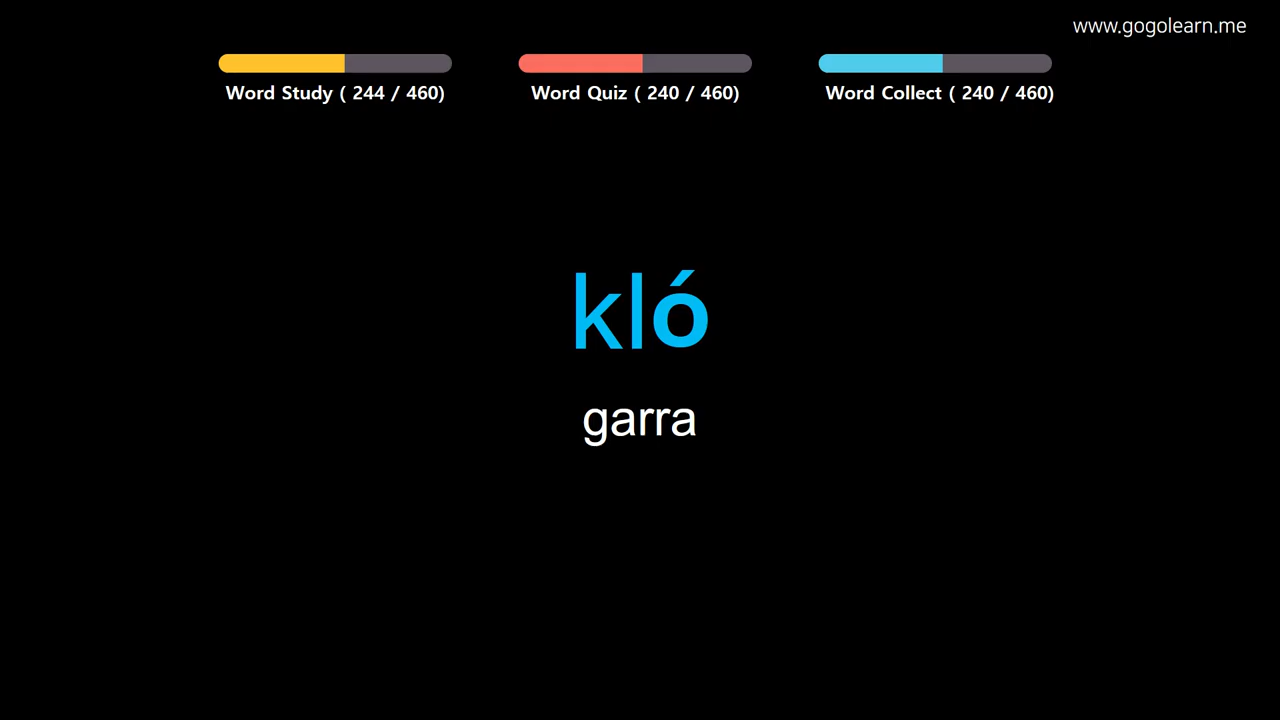 www.gogolearn.me
Word Study ( 244 / 460)
Word Quiz ( 240 / 460)
Word Collect ( 240 / 460)
kló
garra